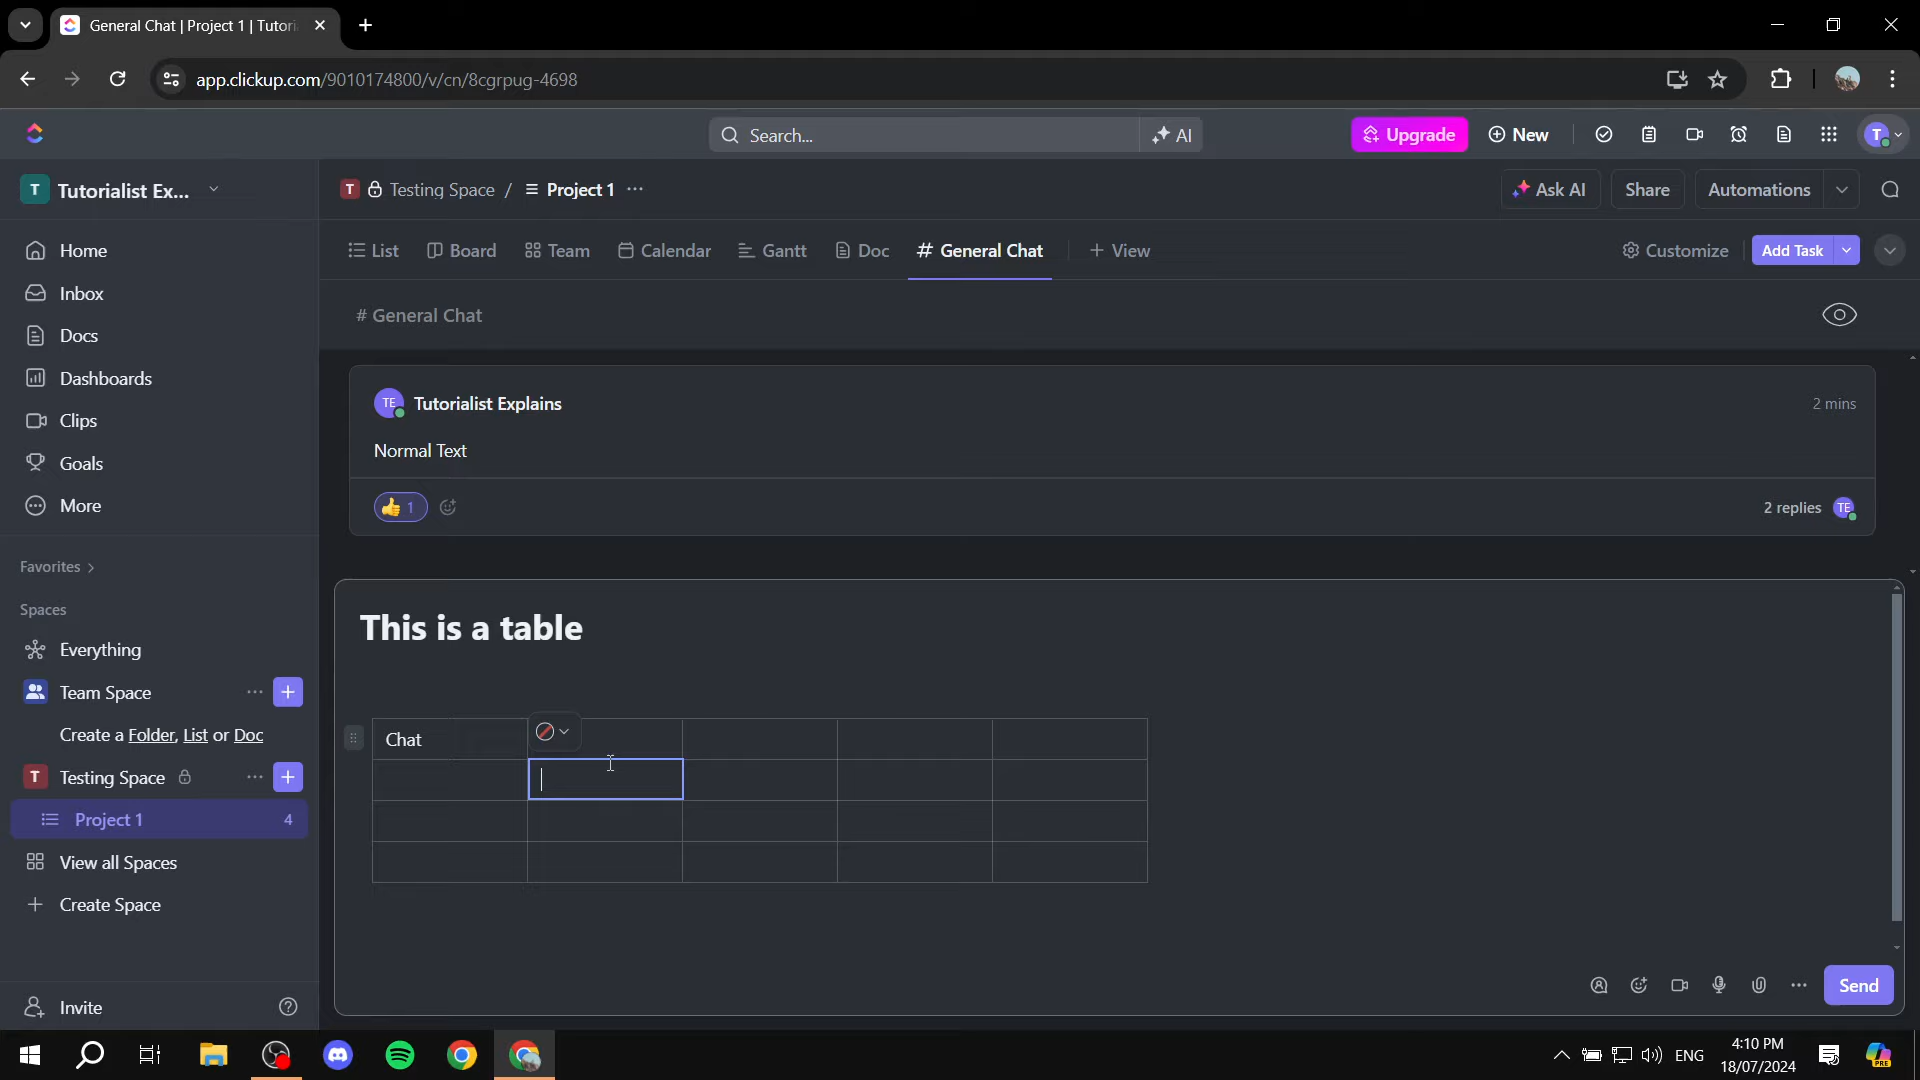 General Chat | Project 1 | Tutori
app.clickup.com/9010174800/v/cn/8cgrpug-4698
Search...
AI
Upgrade
New
T
T
Tutorialist Ex...
T
Testing Space / Project 1 ...
Ask AI
Share
Automations
Home
Inbox
Docs
Dashboards
Clips
Goals
More
List
Board
Team
Calendar
Gantt
Doc
# General Chat
+ View
Customize
Add Task
# General Chat
TE
Tutorialist Explains
2 mins
Normal Text
1
2 replies
TE
Favorites >
Spaces
Everything
Team Space
Create a Folder, List or Doc
T
Testing Space
Project 1
4
View all Spaces
+ Create Space
Invite
This is a table
Chat
Send
ENG
4:10 PM
18/07/2024
PRE